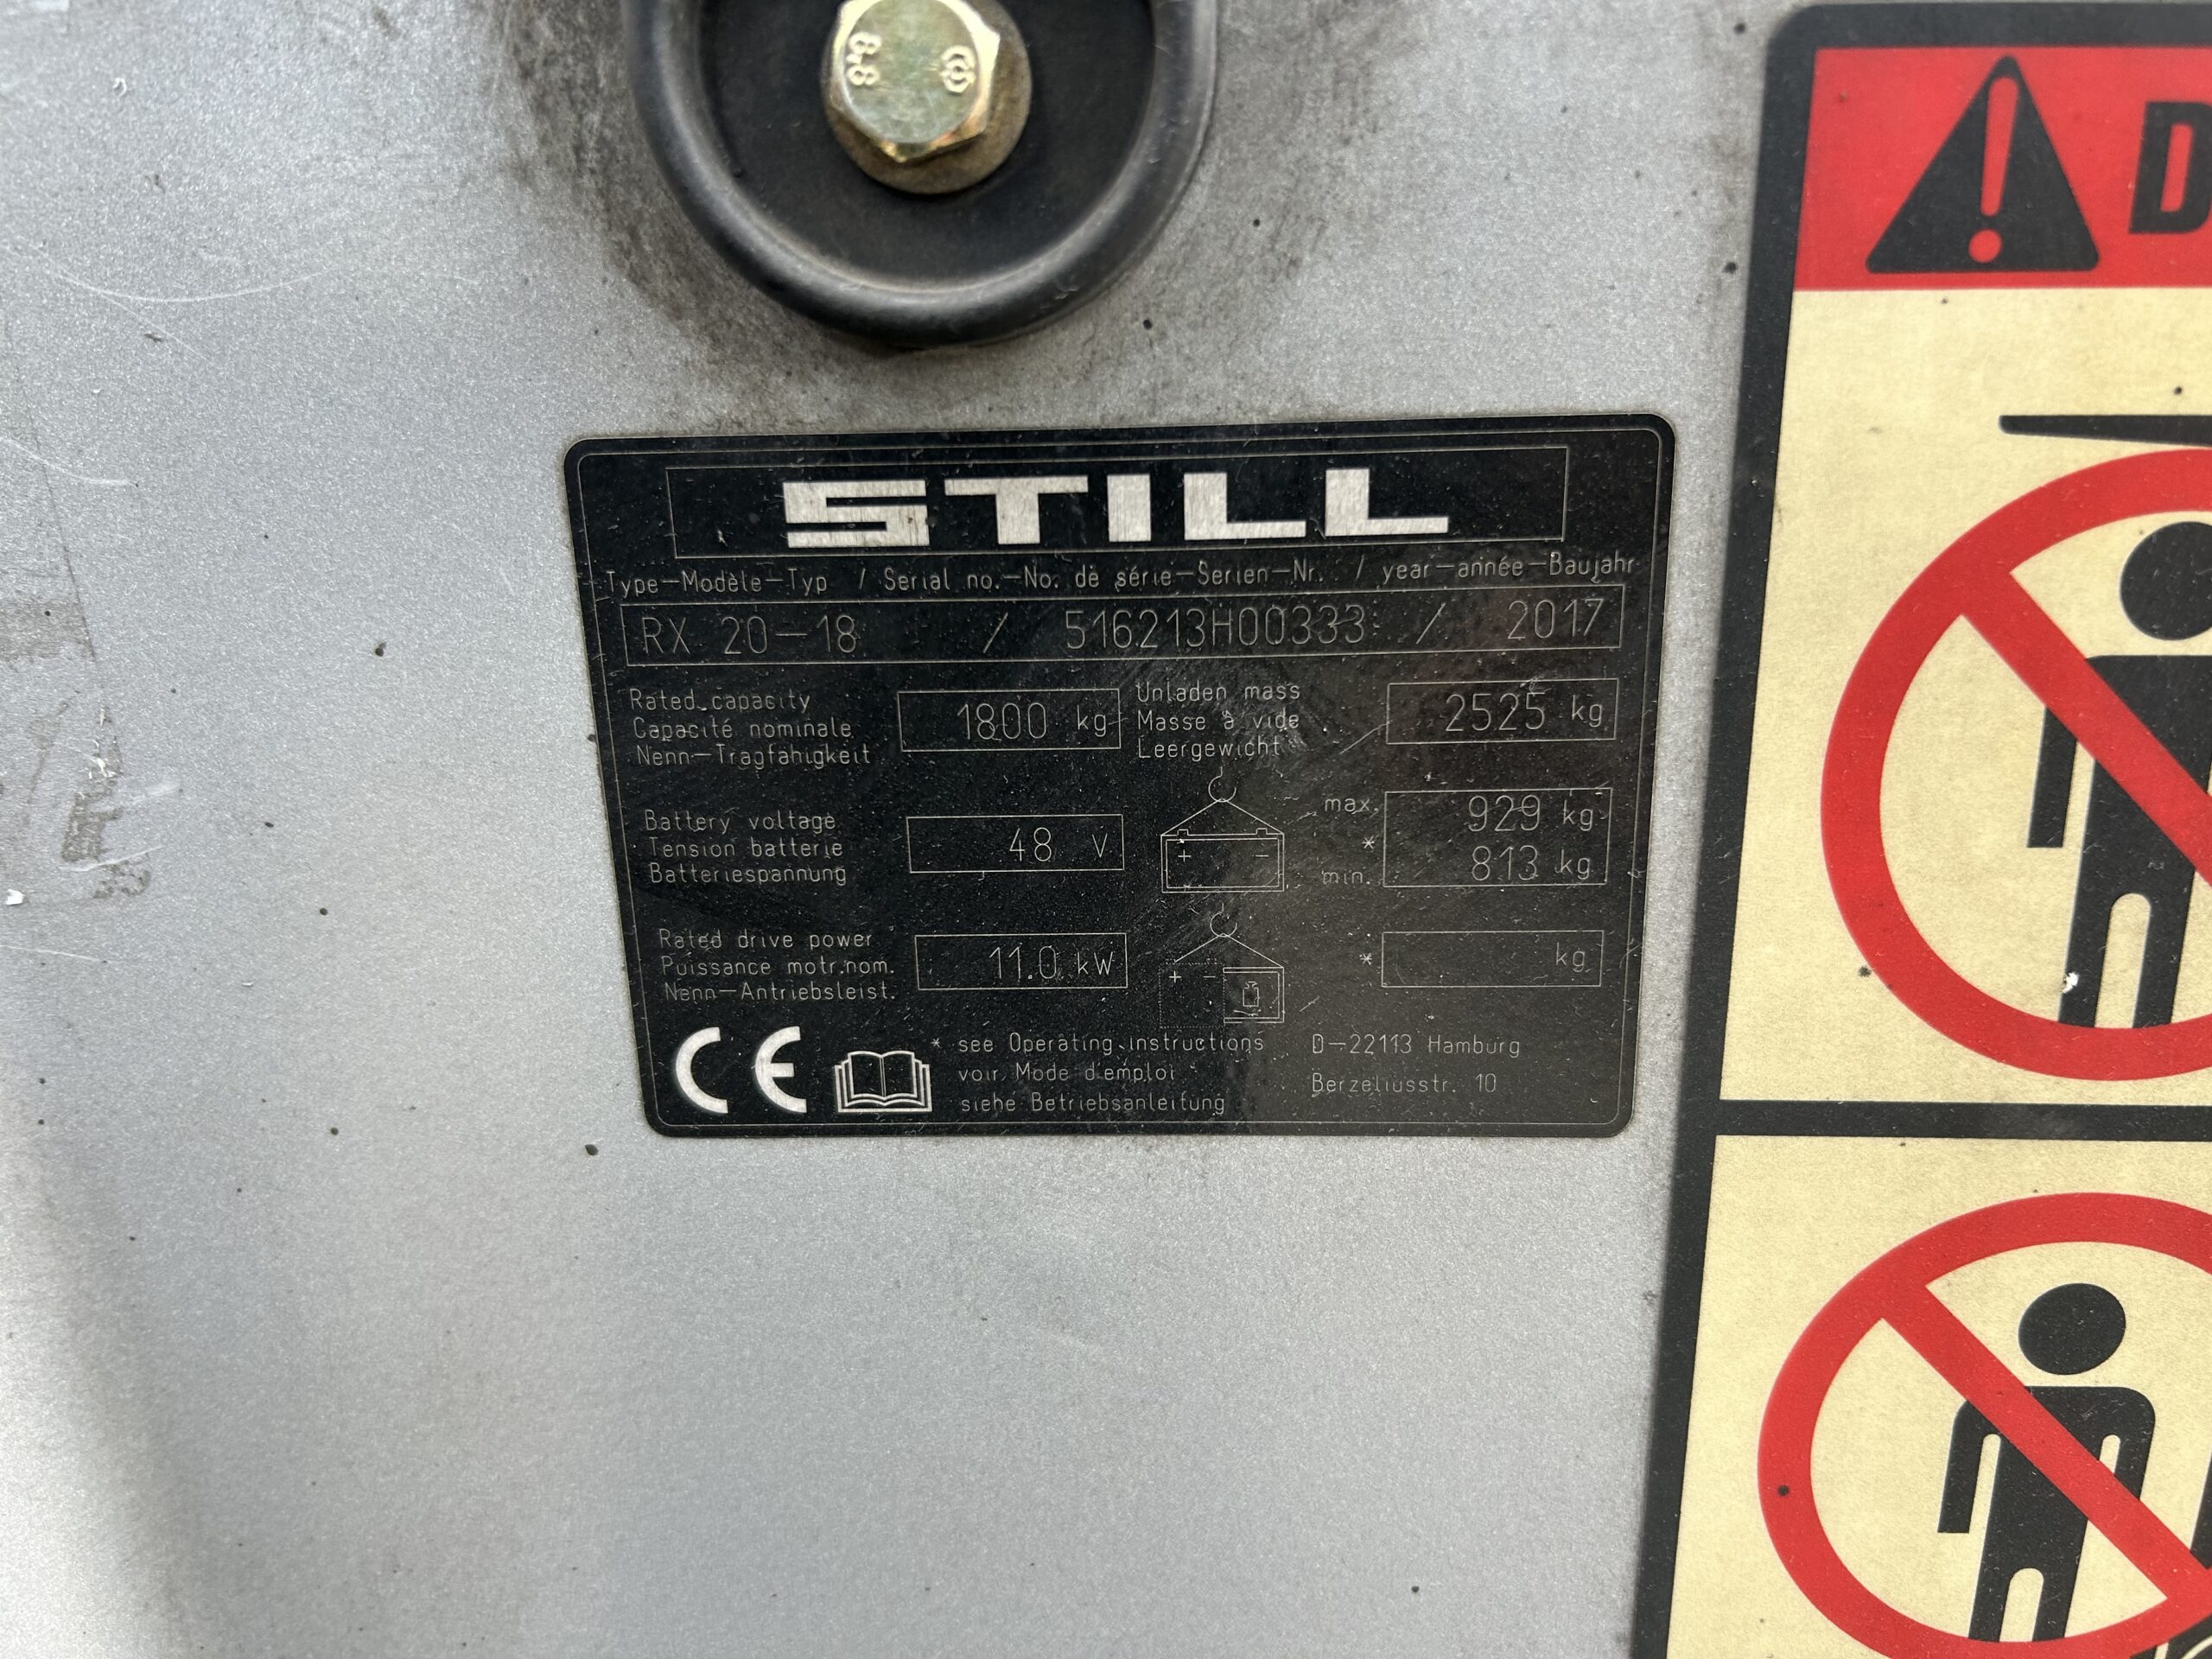 8.8
D
STILL
Type–Modèle–Typ / Serial no.–No. de série–Serien–Nr. / year–année–Baujahr
RX 20–18 / 516213H00333 / 2017
Rated capacity
Capacité nominale
Nenn–Tragfähigkeit
1800 kg
Unladen mass
Masse à vide
Leergewicht
2525 kg
Battery voltage
Tension batterie
Batteriespannung
48 V
+ −
max. 929 kg
*
min. 813 kg
Rated drive power
Puissance motr.nom.
Nenn–Antriebsleist.
11.0 kW
+ −
* kg
CE
* see Operating instructions
voir Mode d'emploi
siehe Betriebsanleitung
D–22113 Hamburg
Berzeliusstr. 10